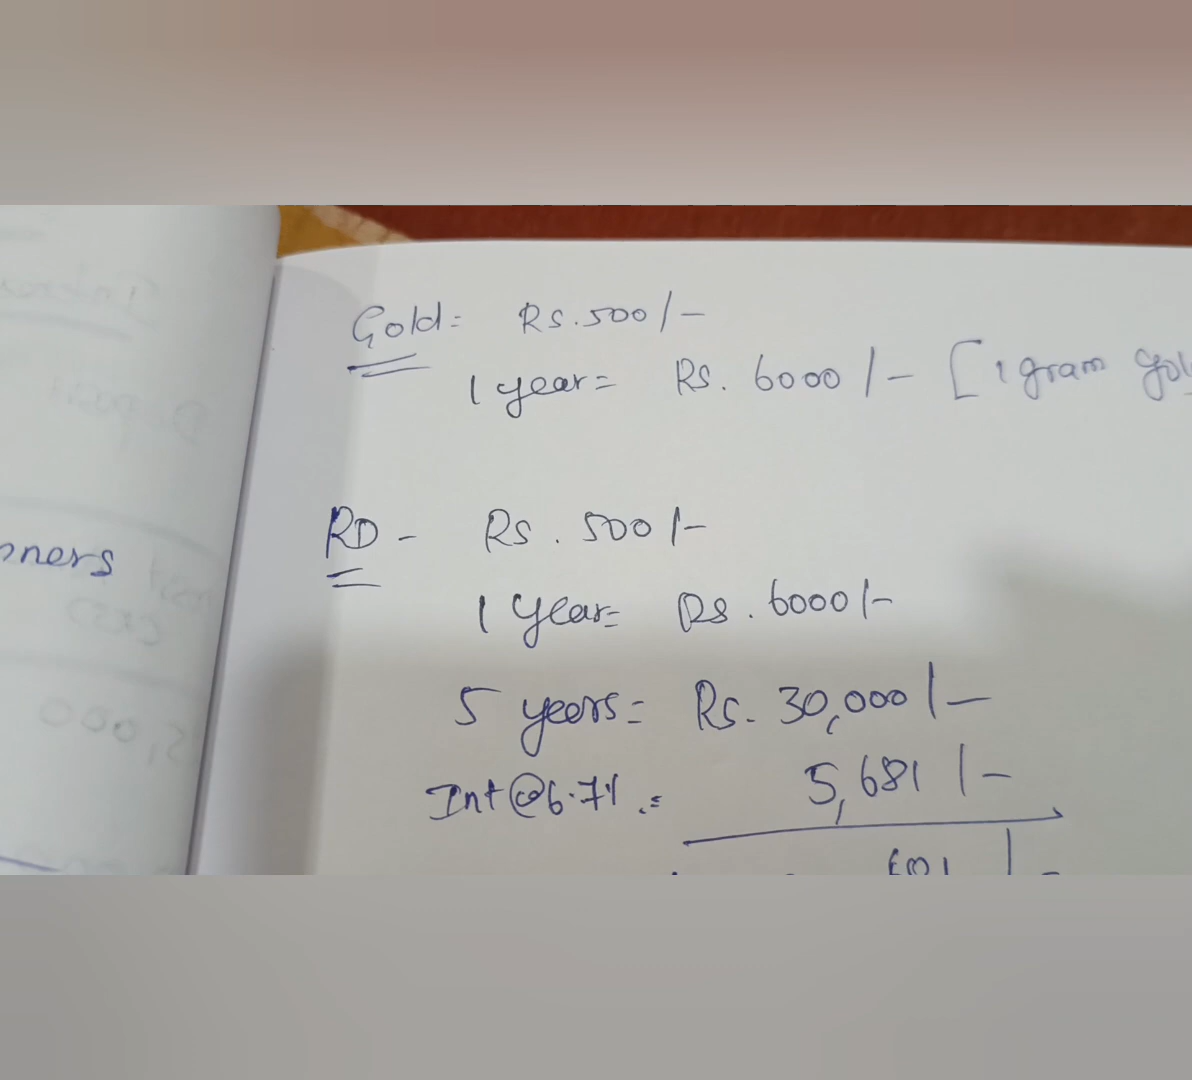 Gold= Rs.500/-
1 year= Rs. 6000/- [1 gram
RD - Rs. 500/-
1 year= Rs. 6000/-
5 years= Rs. 30,000/-
Int@6.7% = 5,681/-
ners